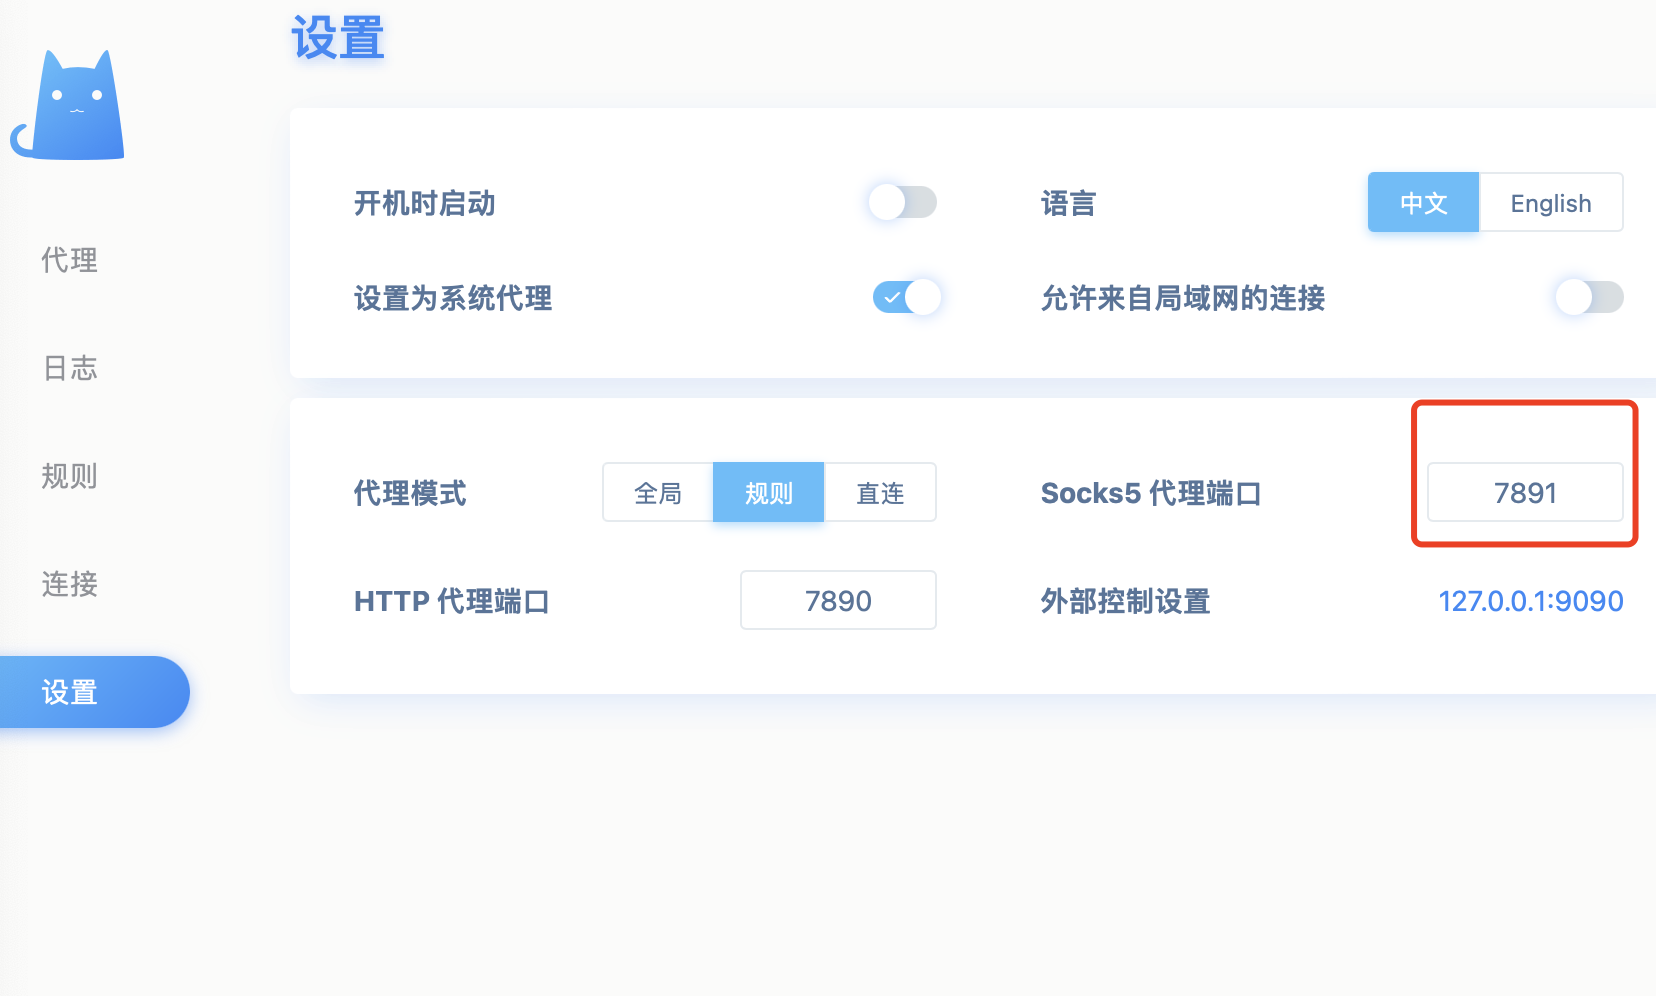 设置
开机时启动
语言
中文 English
设置为系统代理
允许来自局域网的连接
代理模式
全局 规则 直连
Socks5 代理端口
7891
HTTP 代理端口
7890
外部控制设置
127.0.0.1:9090
代理
日志
规则
连接
设置